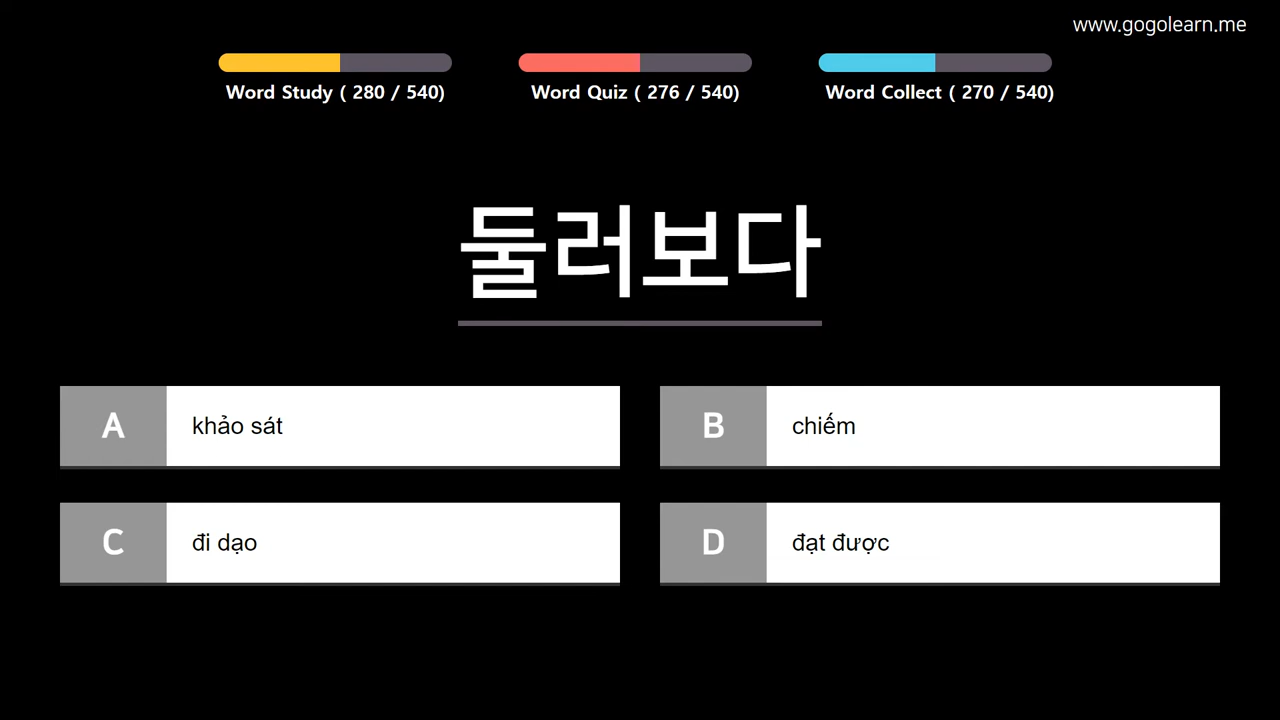 www.gogolearn.me
Word Study ( 280 / 540)
Word Quiz ( 276 / 540)
Word Collect ( 270 / 540)
둘러보다
A khảo sát
B chiếm
C đi dạo
D đạt được